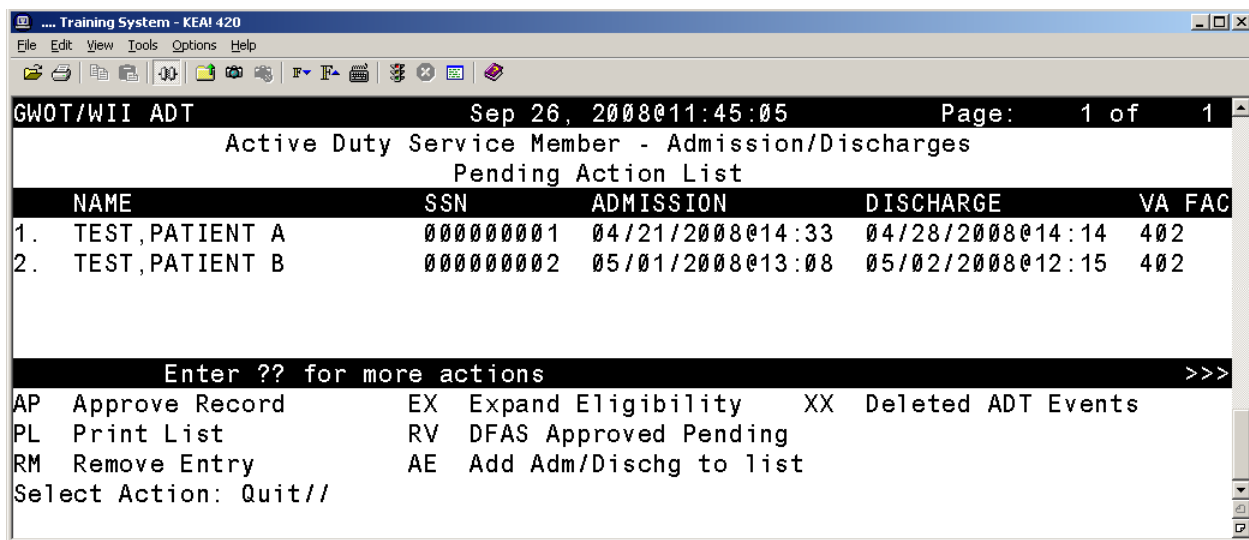 .... Training System - KEA! 420
File Edit View Tools Options Help
GWOT/WII ADT Sep 26, 2008@11:45:05 Page: 1 of 1
Active Duty Service Member - Admission/Discharges
Pending Action List
NAME SSN ADMISSION DISCHARGE VA FAC
1. TEST,PATIENT A 000000001 04/21/2008@14:33 04/28/2008@14:14 402
2. TEST,PATIENT B 000000002 05/01/2008@13:08 05/02/2008@12:15 402
Enter ?? for more actions >>>
AP Approve Record EX Expand Eligibility XX Deleted ADT Events
PL Print List RV DFAS Approved Pending
RM Remove Entry AE Add Adm/Dischg to list
Select Action: Quit//